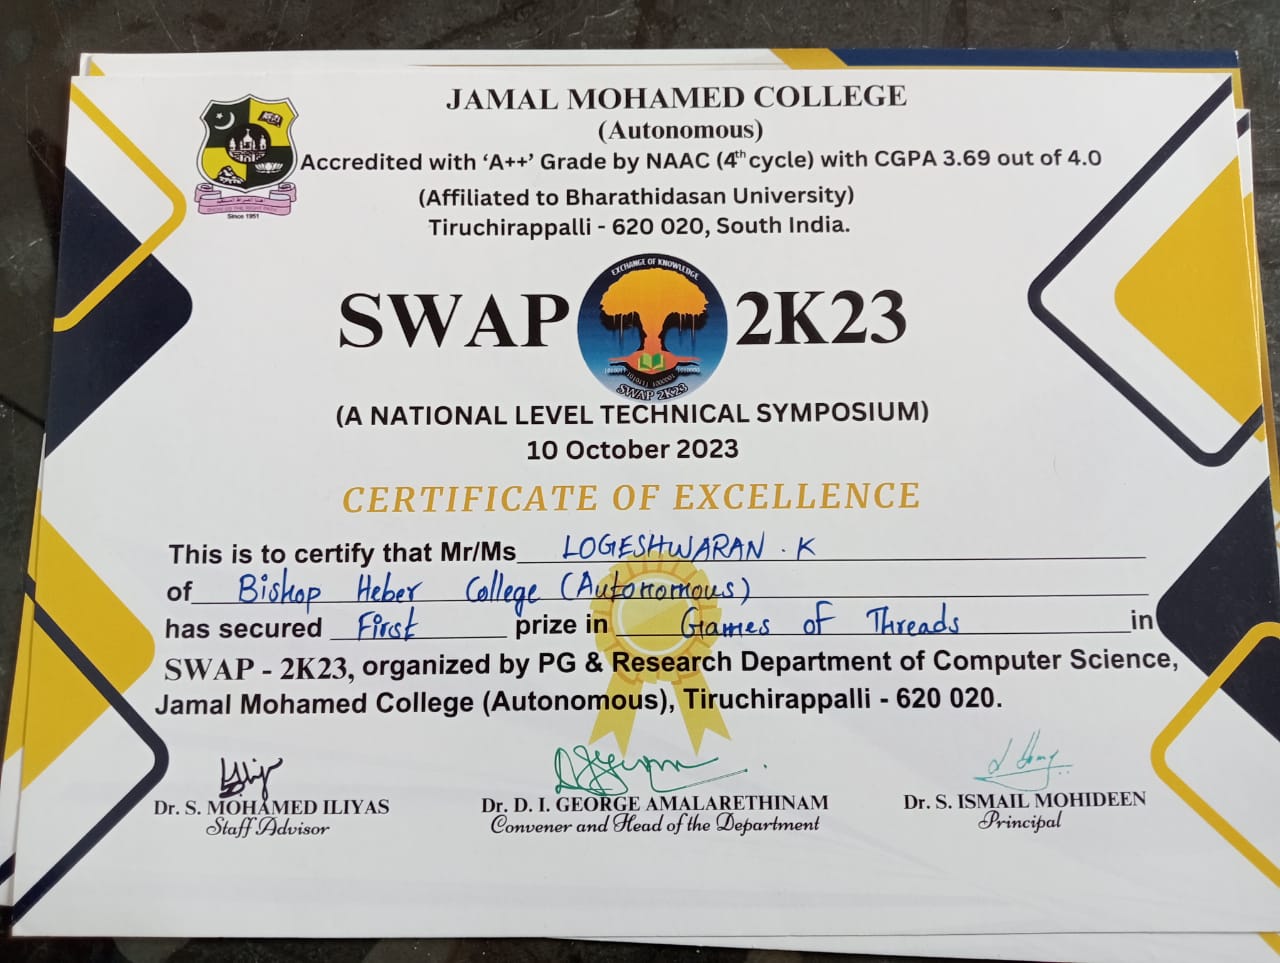 JAMAL MOHAMED COLLEGE
(Autonomous)
Accredited with ‘A++’ Grade by NAAC (4th cycle) with CGPA 3.69 out of 4.0
(Affiliated to Bharathidasan University)
Tiruchirappalli - 620 020, South India.
Since 1951
EXCHANGE OF KNOWLEDGE
SWAP 2K23
SWAP 2K23
(A NATIONAL LEVEL TECHNICAL SYMPOSIUM)
10 October 2023
CERTIFICATE OF EXCELLENCE
This is to certify that Mr/Ms LOGESHWARAN . K
of Bishop Heber College (Autonomous)
has secured First prize in Games of Threads in
SWAP - 2K23, organized by PG & Research Department of Computer Science,
Jamal Mohamed College (Autonomous), Tiruchirappalli - 620 020.
Dr. S. MOHAMED ILIYAS Dr. D. I. GEORGE AMALARETHINAM Dr. S. ISMAIL MOHIDEEN
Staff Advisor Convener and Head of the Department Principal